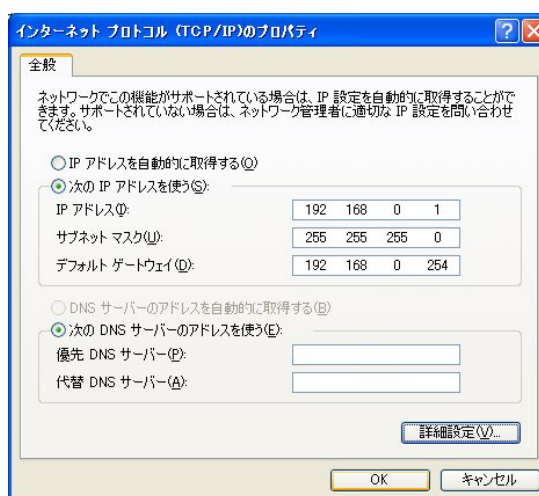 インターネット プロトコル (TCP/IP)のプロパティ
全般
ネットワークでこの機能がサポートされている場合は、IP 設定を自動的に取得することがで
きます。サポートされていない場合は、ネットワーク管理者に適切な IP 設定を問い合わせ
てください。
IP アドレスを自動的に取得する(O)
次の IP アドレスを使う(S):
IP アドレス(I): 192 168 0 1
サブネット マスク(U): 255 255 255 0
デフォルト ゲートウェイ(D): 192 168 0 254
DNS サーバーのアドレスを自動的に取得する(B)
次の DNS サーバーのアドレスを使う(E):
優先 DNS サーバー(P):
代替 DNS サーバー(A):
詳細設定(V)...
OK キャンセル